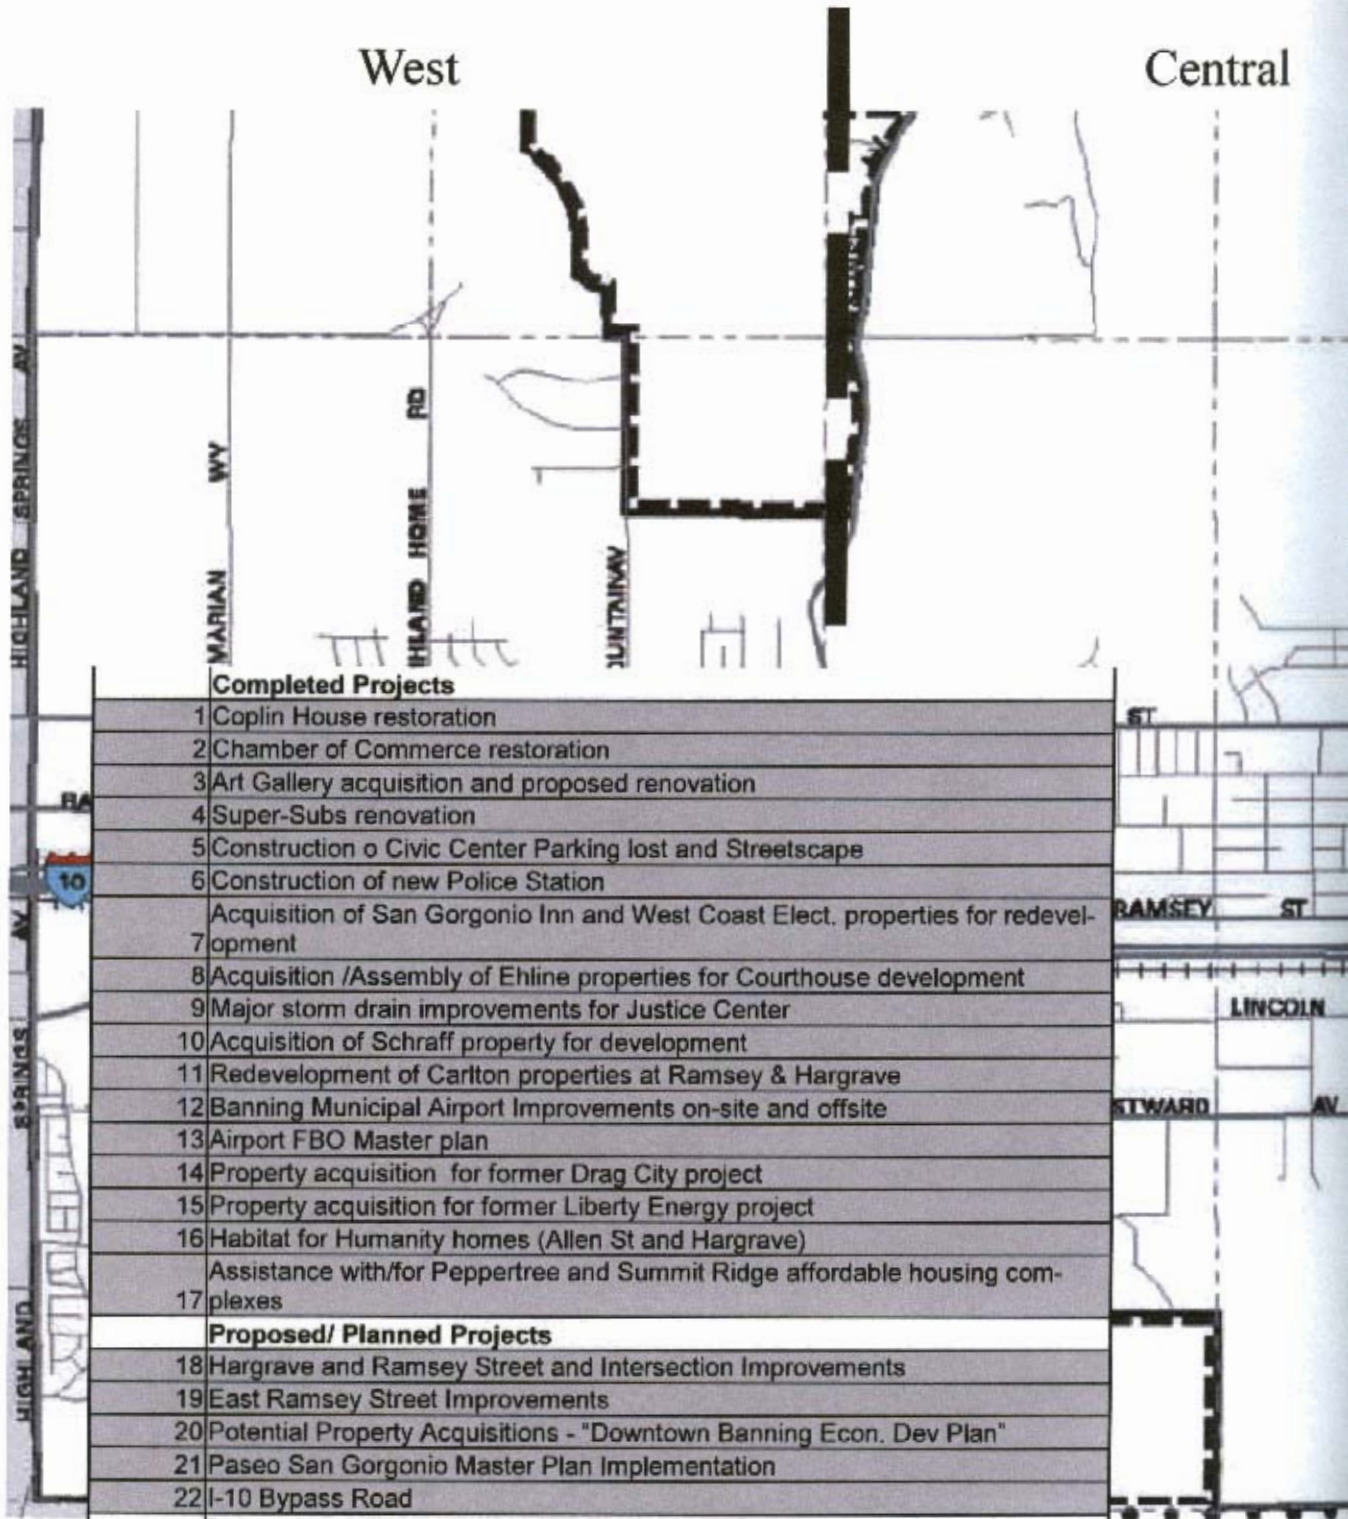 West
Central
HIGHLAND SPRINGS AV
MARIAN WY
HLAND HOME RD
OUNTAINAV
Completed Projects
1 Coplin House restoration
2 Chamber of Commerce restoration
3 Art Gallery acquisition and proposed renovation
4 Super-Subs renovation
5 Construction o Civic Center Parking lost and Streetscape
6 Construction of new Police Station
Acquisition of San Gorgonio Inn and West Coast Elect. properties for redevel-
7 opment
8 Acquisition /Assembly of Ehline properties for Courthouse development
9 Major storm drain improvements for Justice Center
10 Acquisition of Schraff property for development
11 Redevelopment of Carlton properties at Ramsey & Hargrave
12 Banning Municipal Airport Improvements on-site and offsite
13 Airport FBO Master plan
14 Property acquisition for former Drag City project
15 Property acquisition for former Liberty Energy project
16 Habitat for Humanity homes (Allen St and Hargrave)
Assistance with/for Peppertree and Summit Ridge affordable housing com-
17 plexes
Proposed/ Planned Projects
18 Hargrave and Ramsey Street and Intersection Improvements
19 East Ramsey Street Improvements
20 Potential Property Acquisitions - "Downtown Banning Econ. Dev Plan"
21 Paseo San Gorgonio Master Plan Implementation
22 I-10 Bypass Road
RA
10
HIGHLAND SPRINGS AV
ST
RAMSEY ST
LINCOLN
STWARD AV